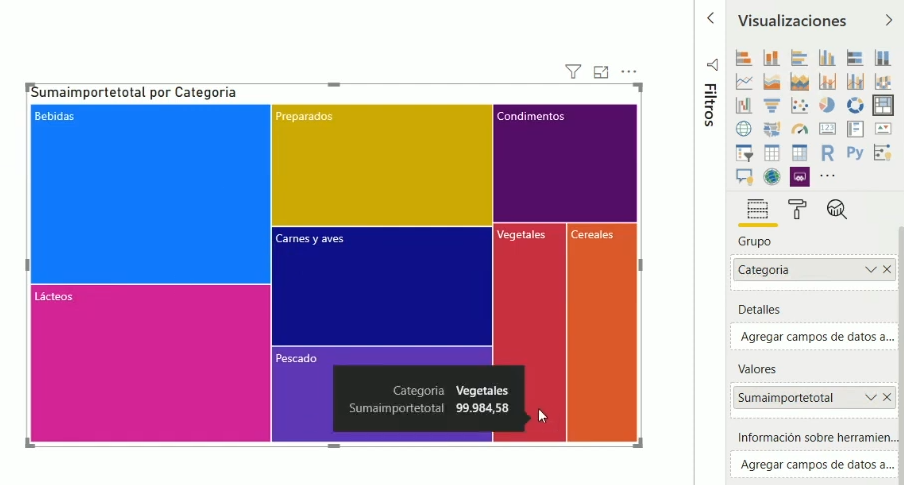 Sumaimportetotal por Categoria
Bebidas
Preparados
Condimentos
Carnes y aves
Vegetales
Cereales
Lácteos
Pescado
Categoria Vegetales
Sumaimportetotal 99.984,58
Filtros
Visualizaciones
123
R
Py
...
Grupo
Categoria
Detalles
Agregar campos de datos a...
Valores
Sumaimportetotal
Información sobre herramien...
Agregar campos de datos a...